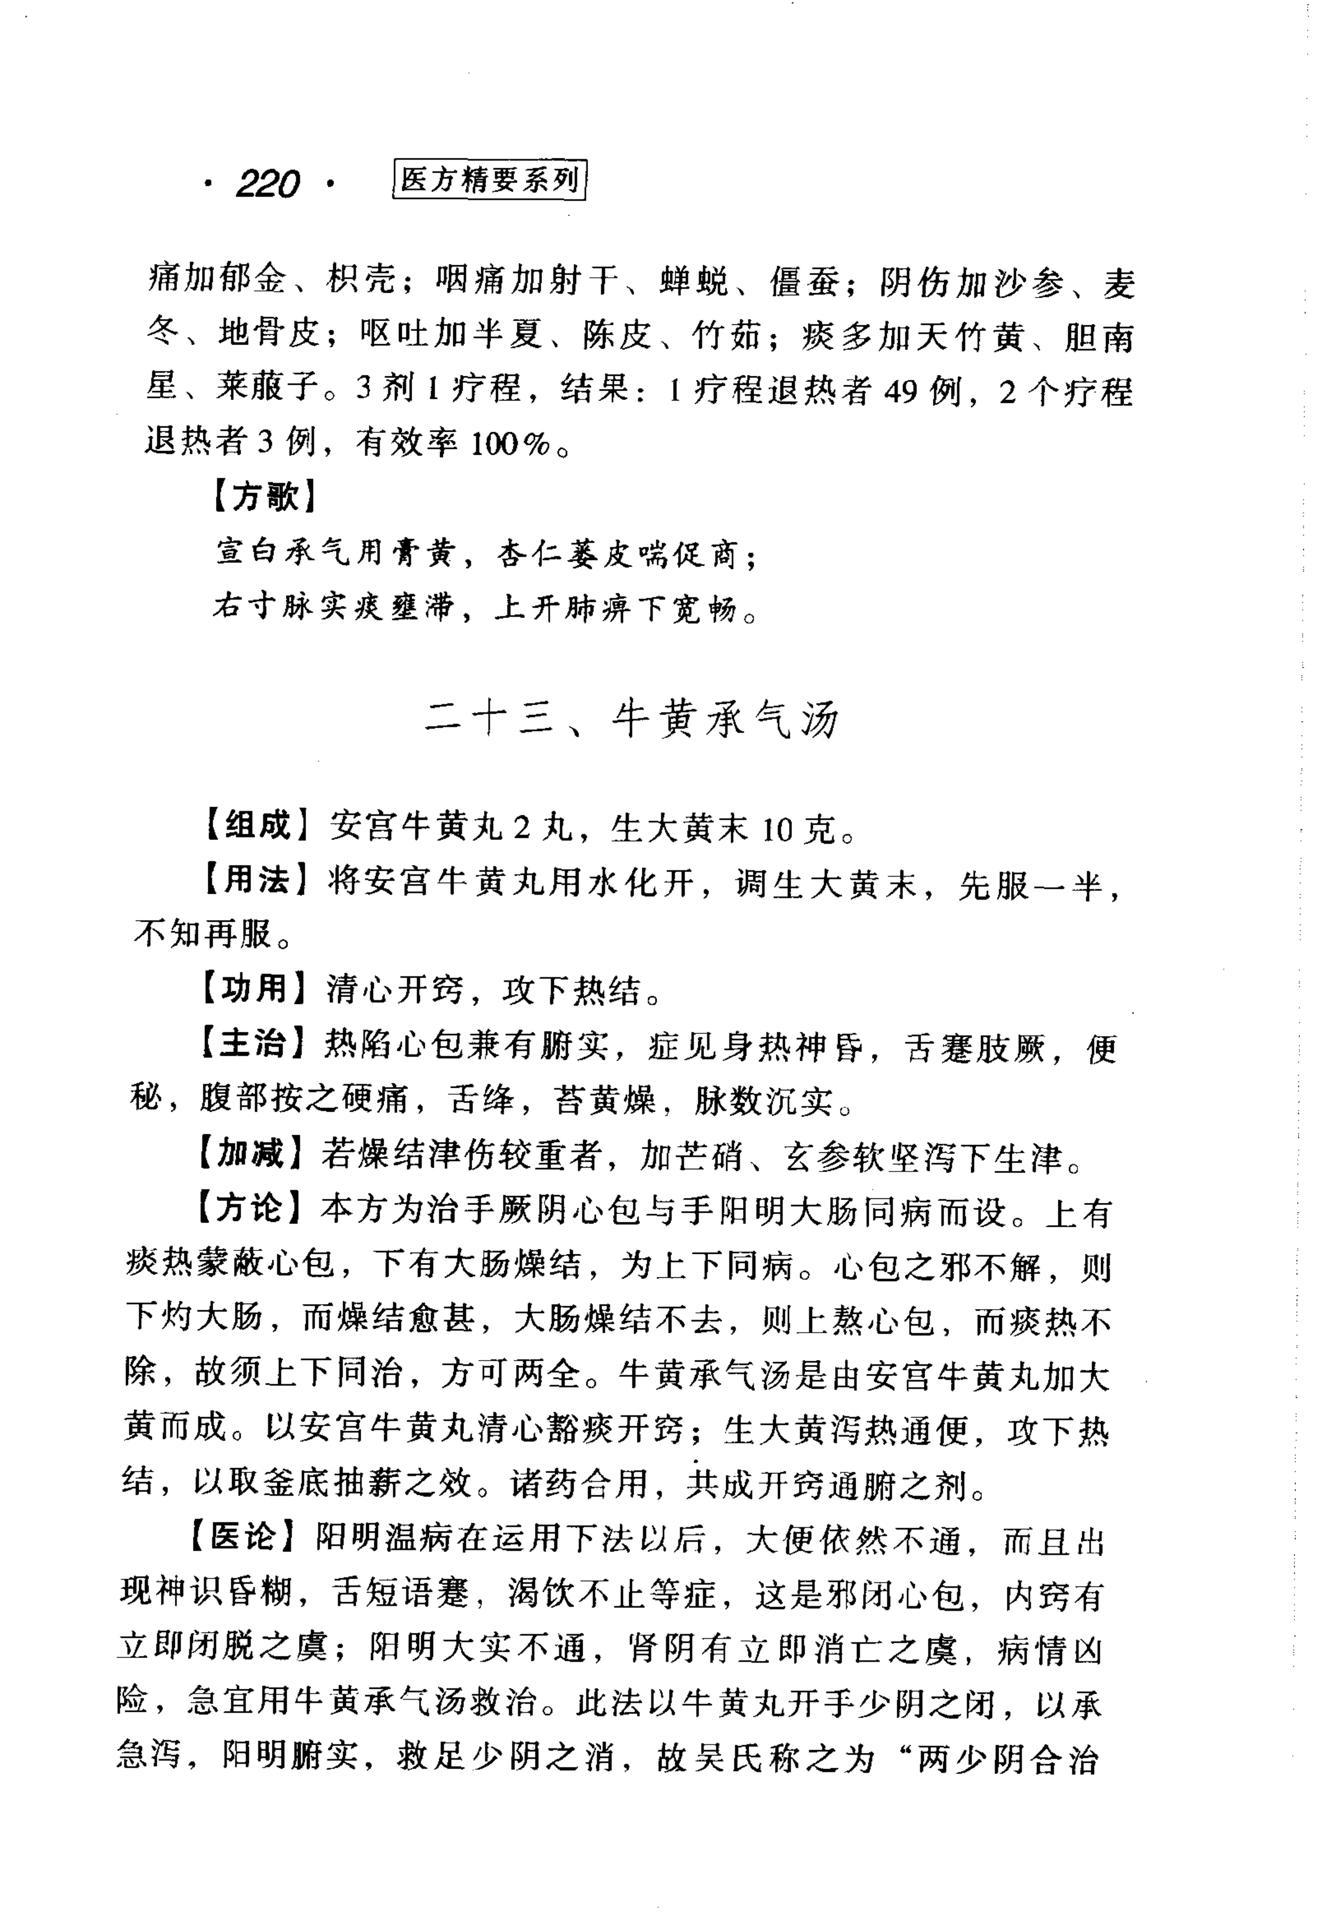 · 220 · 医方精要系列
痛加郁金、枳壳；咽痛加射干、蝉蜕、僵蚕；阴伤加沙参、麦
冬、地骨皮；呕吐加半夏、陈皮、竹茹；痰多加天竹黄、胆南
星、莱菔子。3 剂 1 疗程，结果：1 疗程退热者 49 例，2 个疗程
退热者 3 例，有效率 100%。
【方歌】
宣白承气用膏黄，杏仁蒌皮喘促商；
右寸脉实痰壅滞，上开肺痹下宽畅。
二十三、牛黄承气汤
【组成】安宫牛黄丸 2 丸，生大黄末 10 克。
【用法】将安宫牛黄丸用水化开，调生大黄末，先服一半，
不知再服。
【功用】清心开窍，攻下热结。
【主治】热陷心包兼有腑实，症见身热神昏，舌蹇肢厥，便
秘，腹部按之硬痛，舌绛，苔黄燥，脉数沉实。
【加减】若燥结津伤较重者，加芒硝、玄参软坚泻下生津。
【方论】本方为治手厥阴心包与手阳明大肠同病而设。上有
痰热蒙蔽心包，下有大肠燥结，为上下同病。心包之邪不解，则
下灼大肠，而燥结愈甚，大肠燥结不去，则上熬心包，而痰热不
除，故须上下同治，方可两全。牛黄承气汤是由安宫牛黄丸加大
黄而成。以安宫牛黄丸清心豁痰开窍；生大黄泻热通便，攻下热
结，以取釜底抽薪之效。诸药合用，共成开窍通腑之剂。
【医论】阳明温病在运用下法以后，大便依然不通，而且出
现神识昏糊，舌短语蹇，渴饮不止等症，这是邪闭心包，内窍有
立即闭脱之虞；阳明大实不通，肾阴有立即消亡之虞，病情凶
险，急宜用牛黄承气汤救治。此法以牛黄丸开手少阴之闭，以承
急泻，阳明腑实，救足少阴之消，故吴氏称之为“两少阴合治